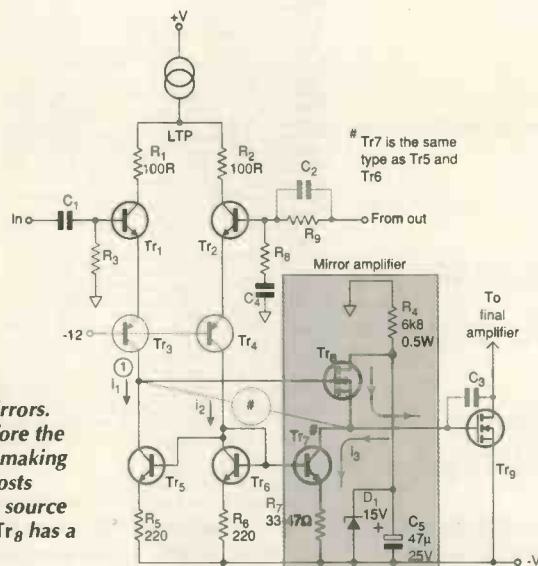 +V
LTP
R1
100R
R2
100R
# Tr7 is the same
type as Tr5 and
Tr6
C1
In
C2
From out
R9
R3
Tr1
Tr2
R8
C4
Mirror amplifier
R4
6k8
0.5W
To
final
amplifier
-12
Tr3
Tr4
1
i1
i2
#
C3
Tr7#
i3
Tr9
Tr5
Tr6
R7
33-47Ω
D1
15V
+
C5
47µ
25V
R5
220
R6
220
-V
rrors.
ore the
making
osts
source
Tr8 has a